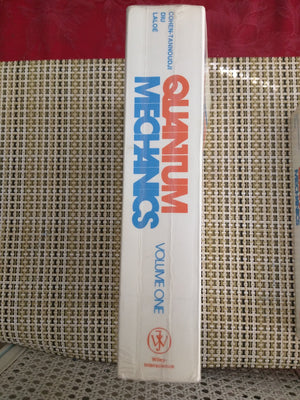 COHEN-TANNOUDJI
DIU
LALOË
QUANTUM
MECHANICS
VOLUME ONE
Wiley-
Interscience